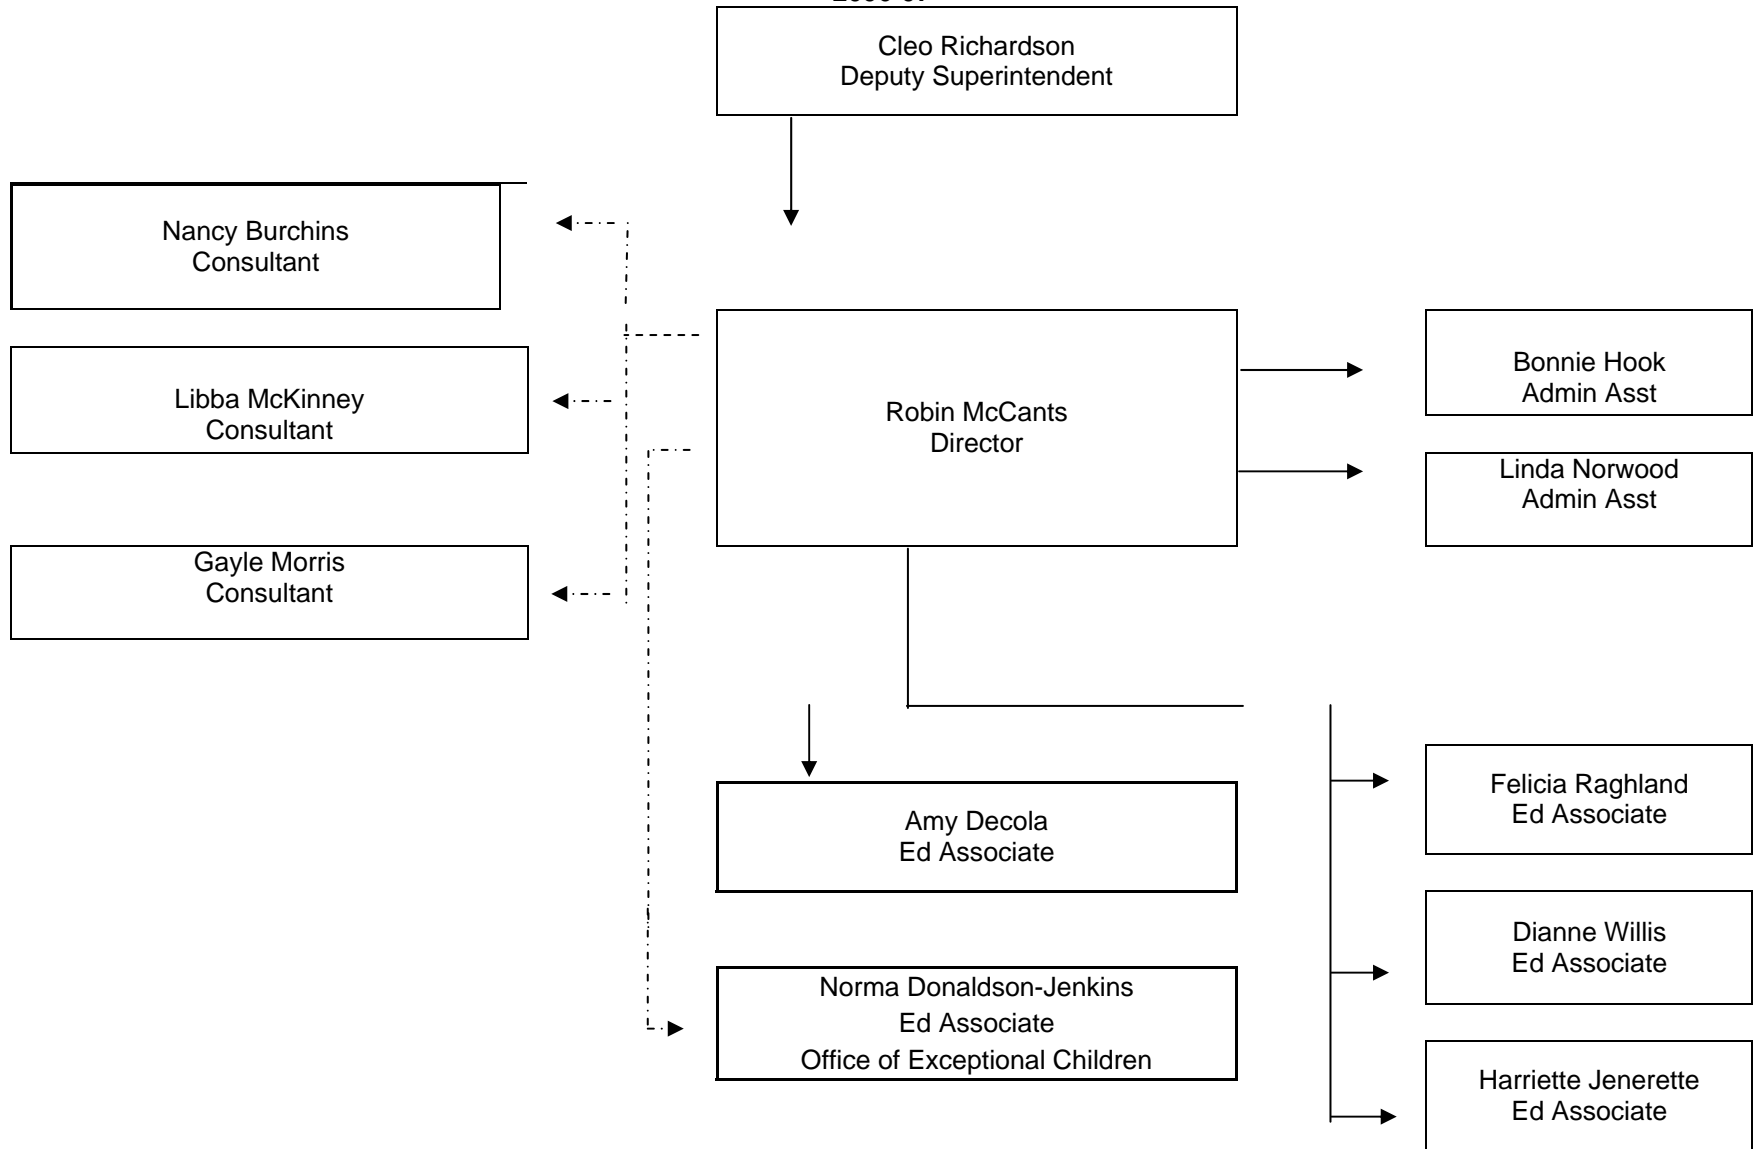 Cleo Richardson
Deputy Superintendent
Nancy Burchins
Consultant
Libba McKinney
Consultant
Gayle Morris
Consultant
Robin McCants
Director
Bonnie Hook
Admin Asst
Linda Norwood
Admin Asst
Amy Decola
Ed Associate
Norma Donaldson-Jenkins
Ed Associate
Office of Exceptional Children
Felicia Raghland
Ed Associate
Dianne Willis
Ed Associate
Harriette Jenerette
Ed Associate